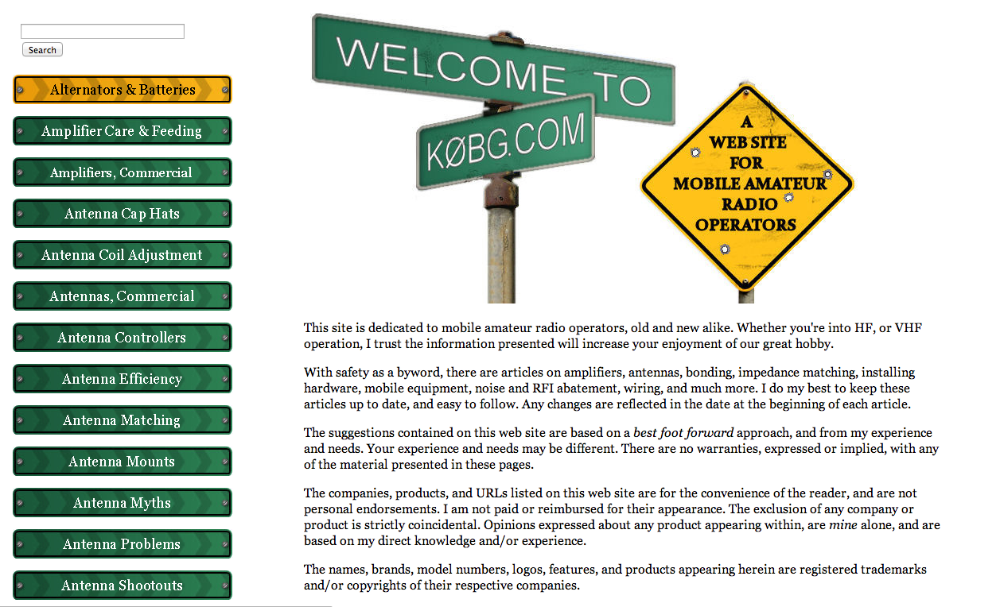 Search
Alternators & Batteries
Amplifier Care & Feeding
Amplifiers, Commercial
Antenna Cap Hats
Antenna Coil Adjustment
Antennas, Commercial
Antenna Controllers
Antenna Efficiency
Antenna Matching
Antenna Mounts
Antenna Myths
Antenna Problems
Antenna Shootouts
WELCOME TO
KØBG.COM
A
WEB SITE
FOR
MOBILE AMATEUR
RADIO
OPERATORS
This site is dedicated to mobile amateur radio operators, old and new alike. Whether you're into HF, or VHF
operation, I trust the information presented will increase your enjoyment of our great hobby.
With safety as a byword, there are articles on amplifiers, antennas, bonding, impedance matching, installing
hardware, mobile equipment, noise and RFI abatement, wiring, and much more. I do my best to keep these
articles up to date, and easy to follow. Any changes are reflected in the date at the beginning of each article.
The suggestions contained on this web site are based on a best foot forward approach, and from my experience
and needs. Your experience and needs may be different. There are no warranties, expressed or implied, with any
of the material presented in these pages.
The companies, products, and URLs listed on this web site are for the convenience of the reader, and are not
personal endorsements. I am not paid or reimbursed for their appearance. The exclusion of any company or
product is strictly coincidental. Opinions expressed about any product appearing within, are mine alone, and are
based on my direct knowledge and/or experience.
The names, brands, model numbers, logos, features, and products appearing herein are registered trademarks
and/or copyrights of their respective companies.